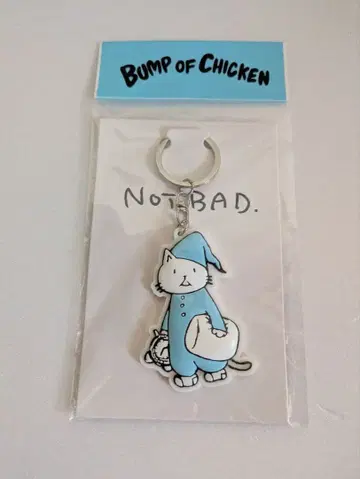 BUMP OF CHICKEN
NOT BAD.